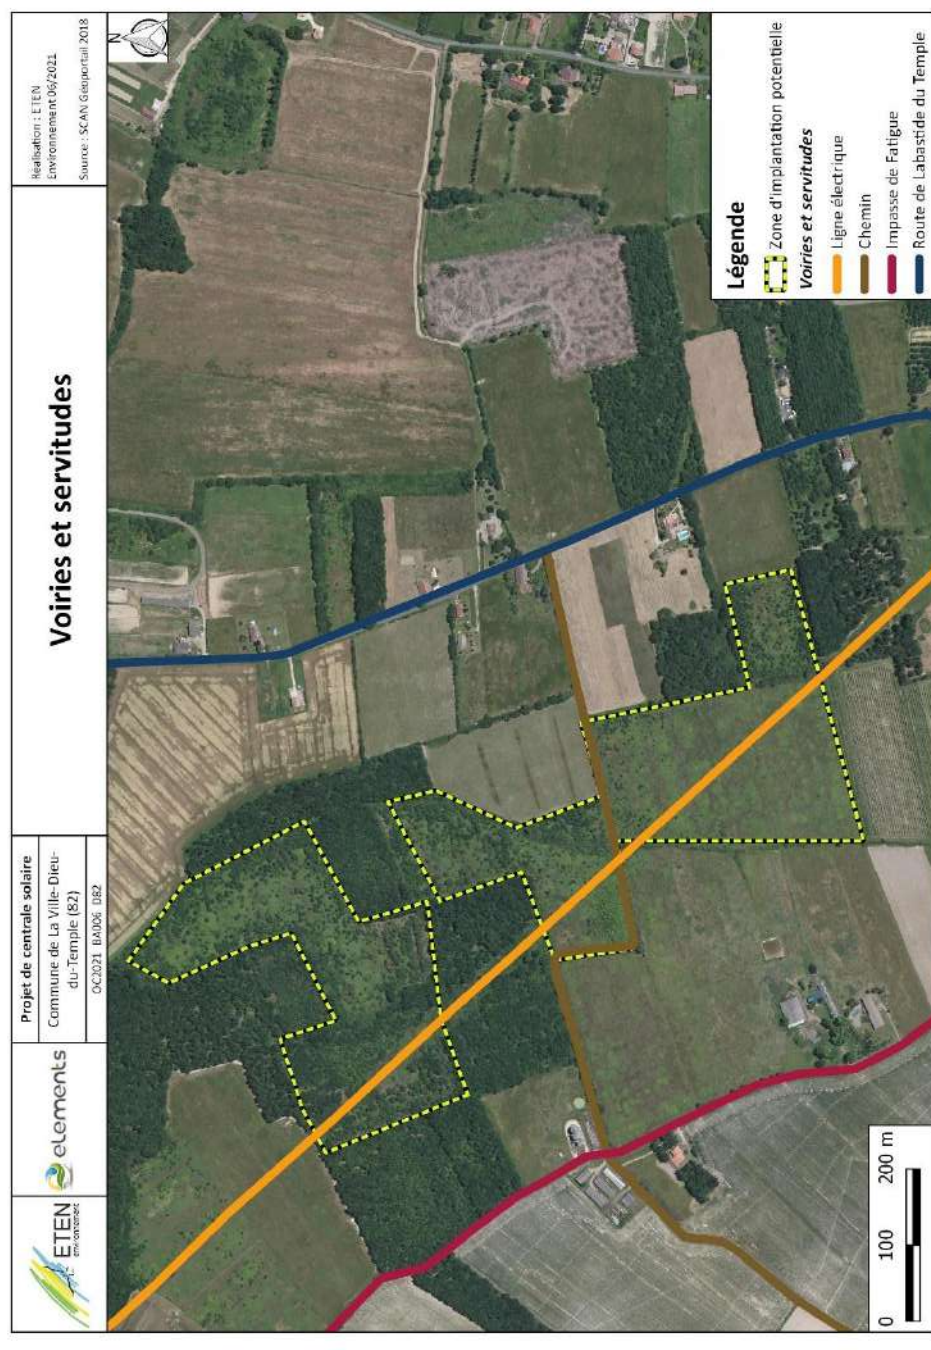 ETEN
environnement
elements
Projet de centrale solaire
Commune de La Ville-Dieu-
du-Temple (82)
OC2021_BA006_D82
Voiries et servitudes
Réalisation : ETEN
Environnement 06/2021
Source : SCAN Géoportail 2018
N
Légende
Zone d'implantation potentielle
Voiries et servitudes
Ligne électrique
Chemin
Impasse de Fatigue
Route de Labastide du Temple
0 100 200 m